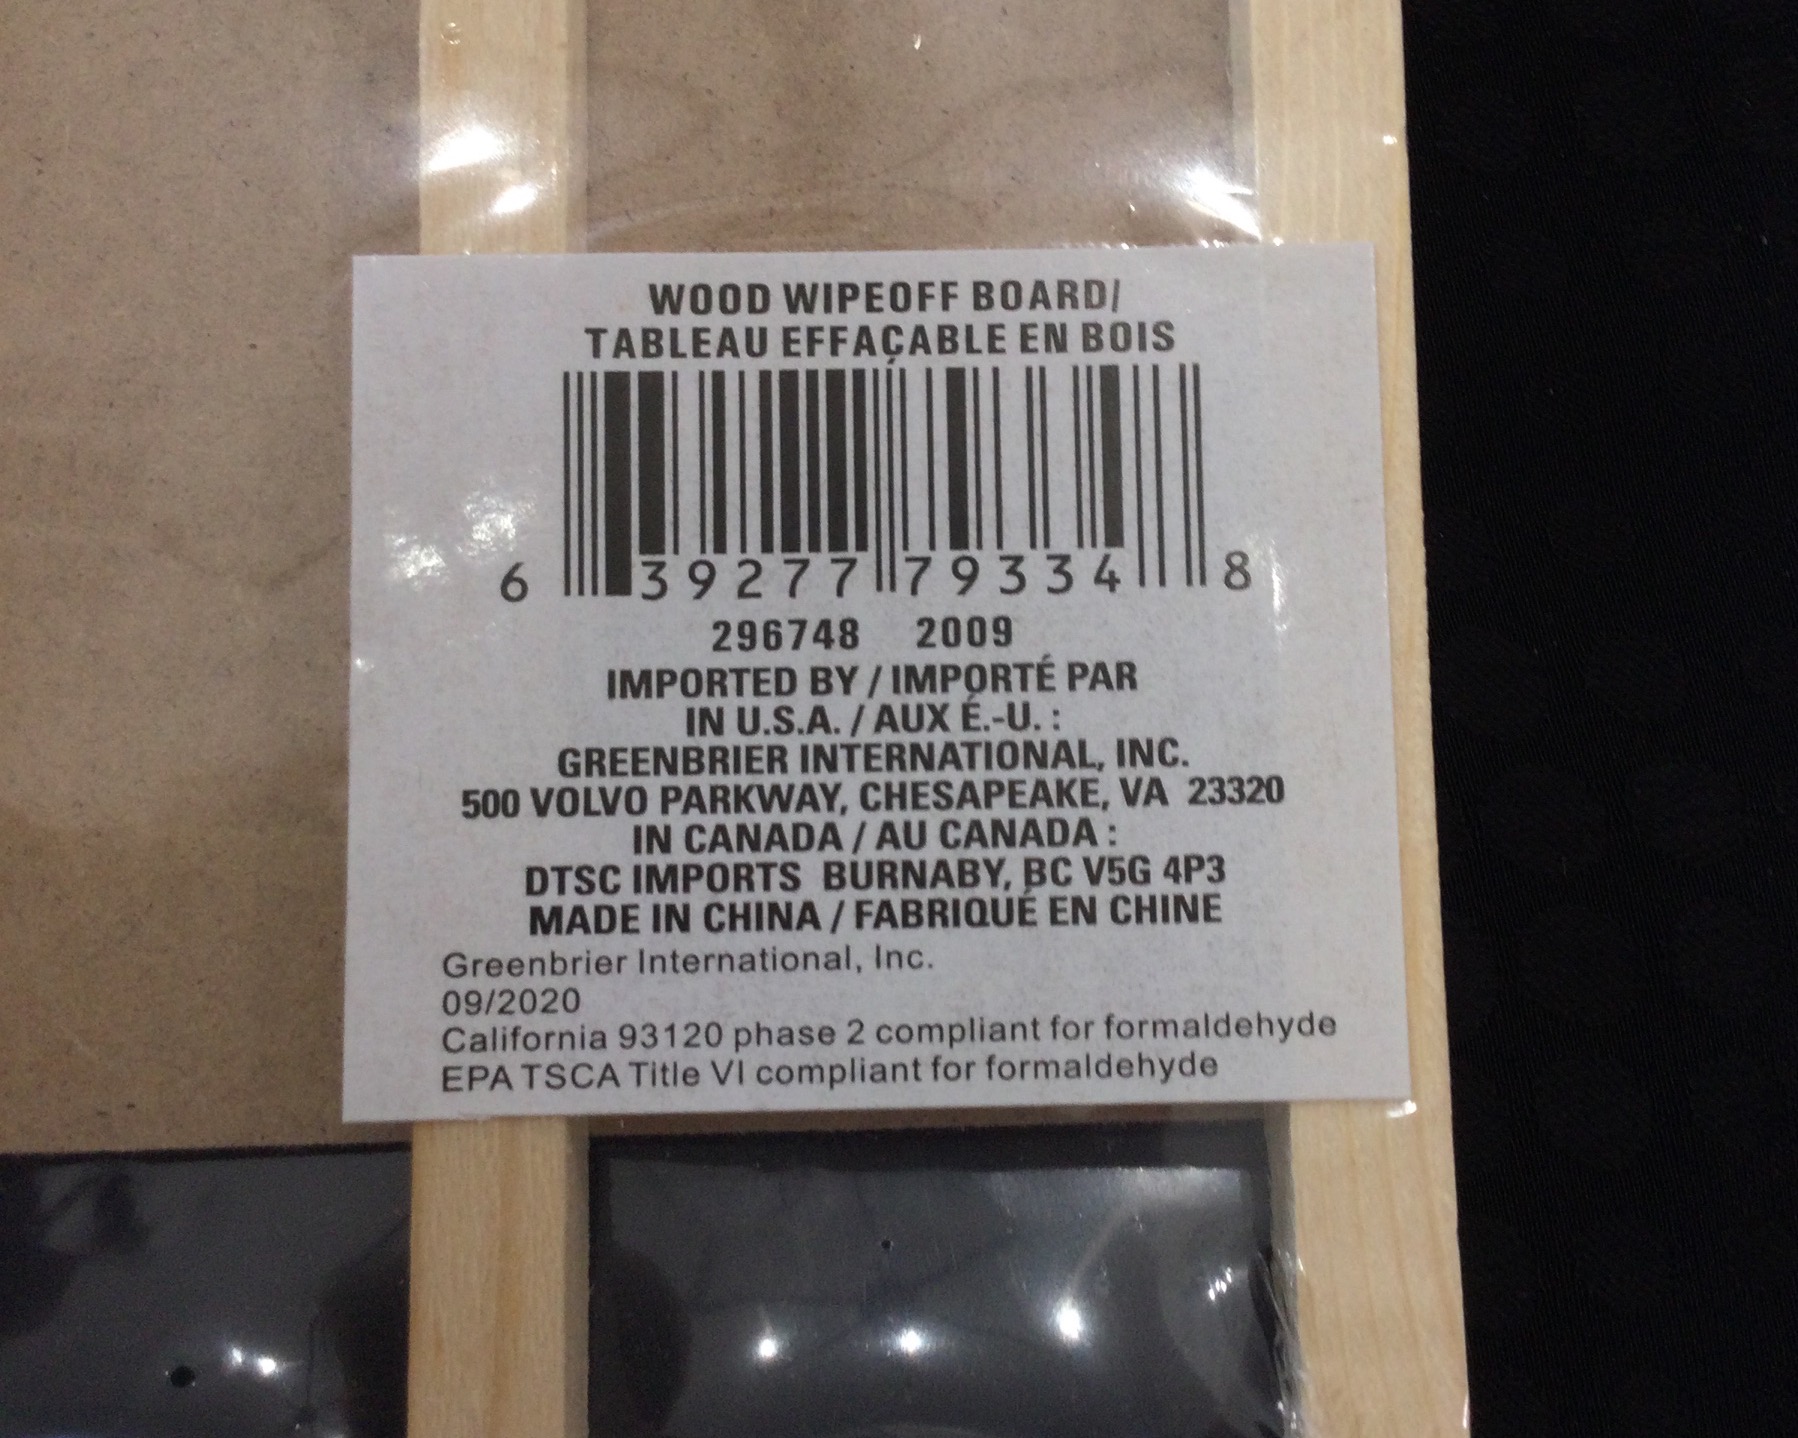 WOOD WIPEOFF BOARD/
TABLEAU EFFAÇABLE EN BOIS
6 39277 79334 8
296748 2009
IMPORTED BY / IMPORTÉ PAR
IN U.S.A. / AUX É.-U. :
GREENBRIER INTERNATIONAL, INC.
500 VOLVO PARKWAY, CHESAPEAKE, VA 23320
IN CANADA / AU CANADA :
DTSC IMPORTS BURNABY, BC V5G 4P3
MADE IN CHINA / FABRIQUÉ EN CHINE
Greenbrier International, Inc.
09/2020
California 93120 phase 2 compliant for formaldehyde
EPA TSCA Title VI compliant for formaldehyde